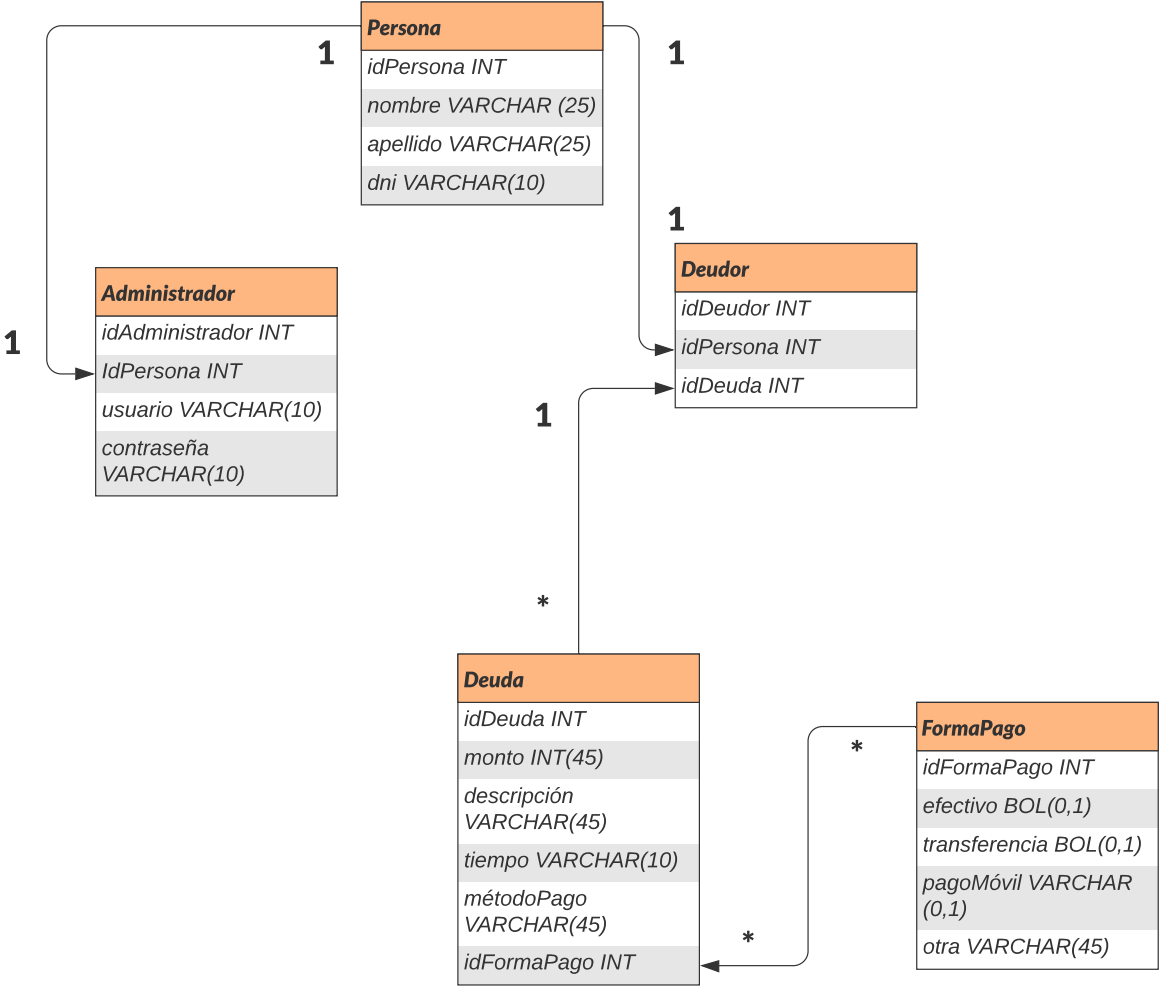 Persona
idPersona INT
nombre VARCHAR (25)
apellido VARCHAR(25)
dni VARCHAR(10)
1
1
1
1
Administrador
idAdministrador INT
IdPersona INT
usuario VARCHAR(10)
contraseña
VARCHAR(10)
Deudor
idDeudor INT
idPersona INT
idDeuda INT
1
*
Deuda
idDeuda INT
monto INT(45)
descripción
VARCHAR(45)
tiempo VARCHAR(10)
métodoPago
VARCHAR(45)
idFormaPago INT
*
*
FormaPago
idFormaPago INT
efectivo BOL(0,1)
transferencia BOL(0,1)
pagoMóvil VARCHAR
(0,1)
otra VARCHAR(45)